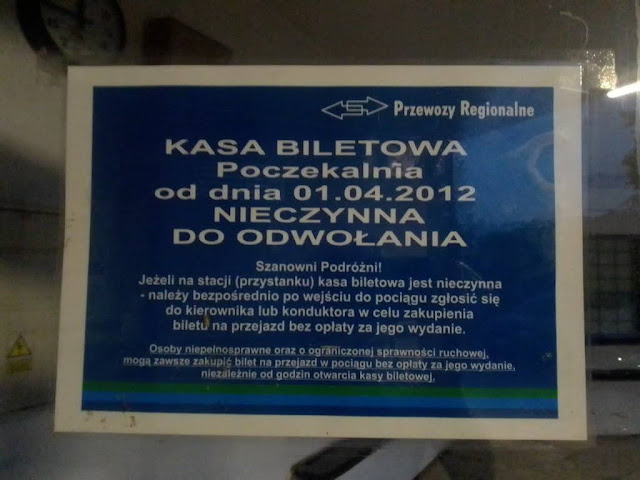 Przewozy Regionalne
KASA BILETOWA
Poczekalnia
od dnia 01.04.2012
NIECZYNNA
DO ODWOŁANIA
Szanowni Podróżni!
Jeżeli na stacji (przystanku) kasa biletowa jest nieczynna
- należy bezpośrednio po wejściu do pociągu zgłosić się
do kierownika lub konduktora w celu zakupienia
biletu na przejazd bez opłaty za jego wydanie.
Osoby niepełnosprawne oraz o ograniczonej sprawności ruchowej,
mogą zawsze zakupić bilet na przejazd w pociągu bez opłaty za jego wydanie,
niezależnie od godzin otwarcia kasy biletowej.